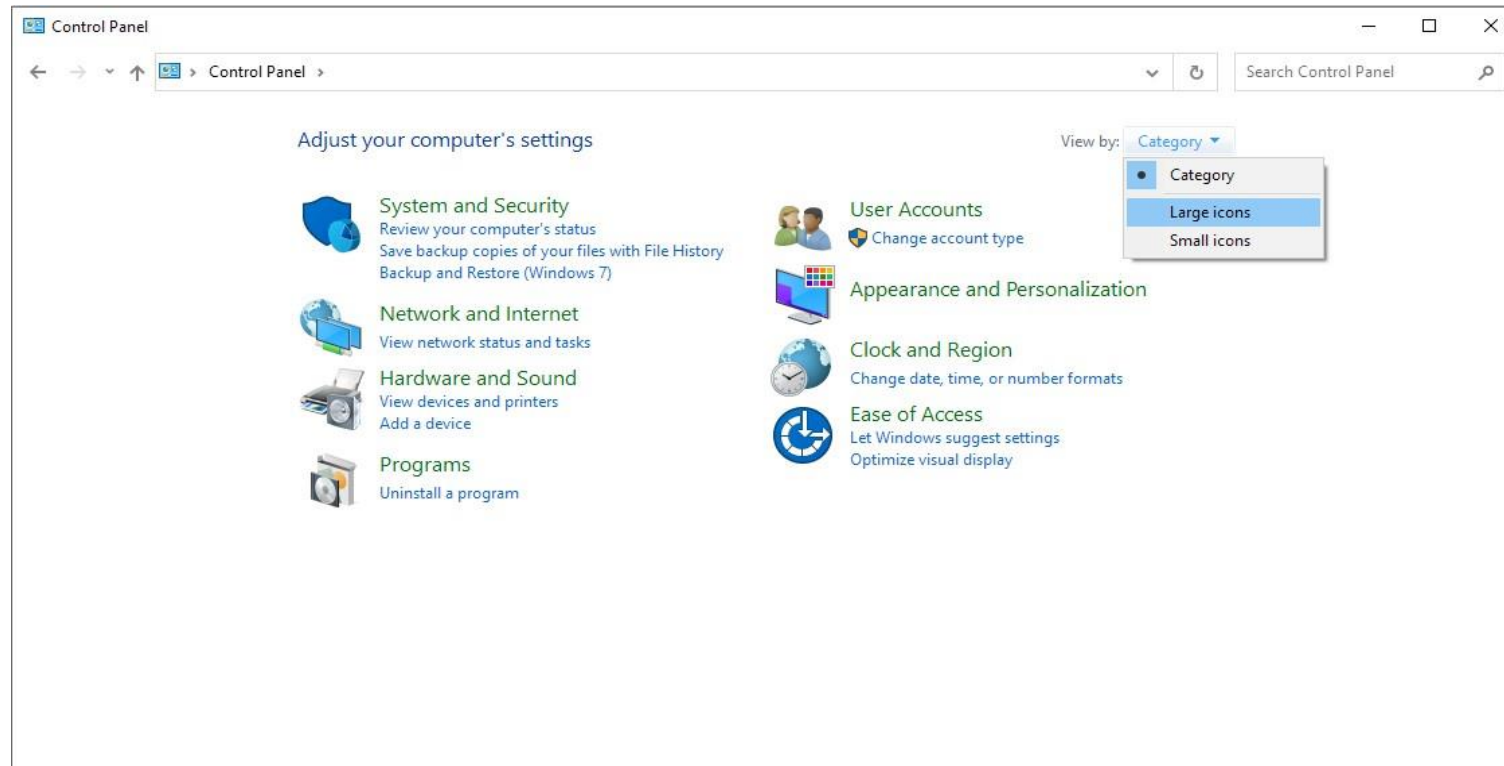 Control Panel
Control Panel
Search Control Panel
Adjust your computer's settings
View by: Category
Category
Large icons
Small icons
System and Security
Review your computer's status
Save backup copies of your files with File History
Backup and Restore (Windows 7)
Network and Internet
View network status and tasks
Hardware and Sound
View devices and printers
Add a device
Programs
Uninstall a program
User Accounts
Change account type
Appearance and Personalization
Clock and Region
Change date, time, or number formats
Ease of Access
Let Windows suggest settings
Optimize visual display